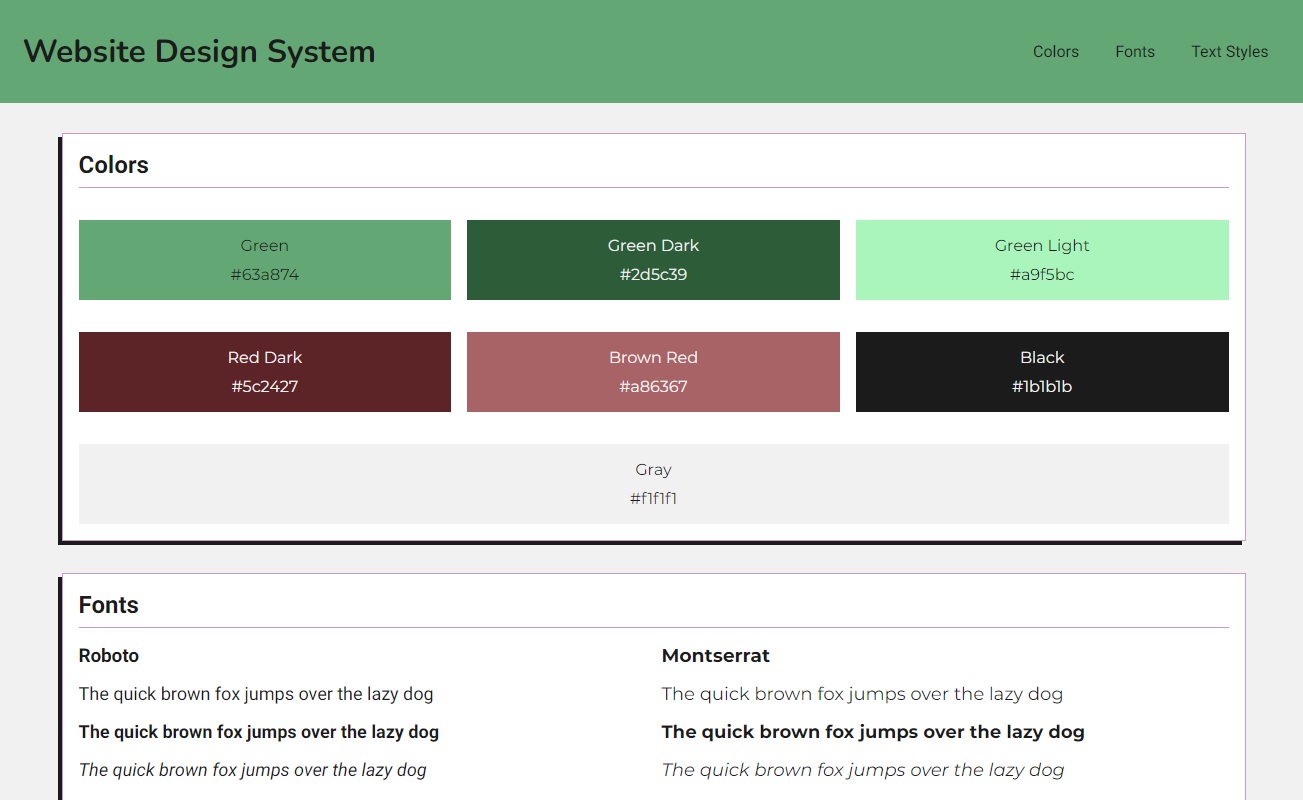 Website Design System
Colors Fonts Text Styles
Colors
Green
#63a874
Green Dark
#2d5c39
Green Light
#a9f5bc
Red Dark
#5c2427
Brown Red
#a86367
Black
#1b1b1b
Gray
#f1f1f1
Fonts
Roboto
The quick brown fox jumps over the lazy dog
The quick brown fox jumps over the lazy dog
The quick brown fox jumps over the lazy dog
Montserrat
The quick brown fox jumps over the lazy dog
The quick brown fox jumps over the lazy dog
The quick brown fox jumps over the lazy dog